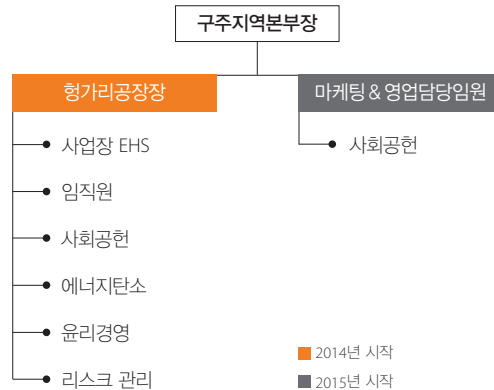 구주지역본부장
헝가리공장장
마케팅 & 영업담당임원
사업장 EHS
임직원
사회공헌
에너지탄소
윤리경영
리스크 관리
사회공헌
2014년 시작
2015년 시작